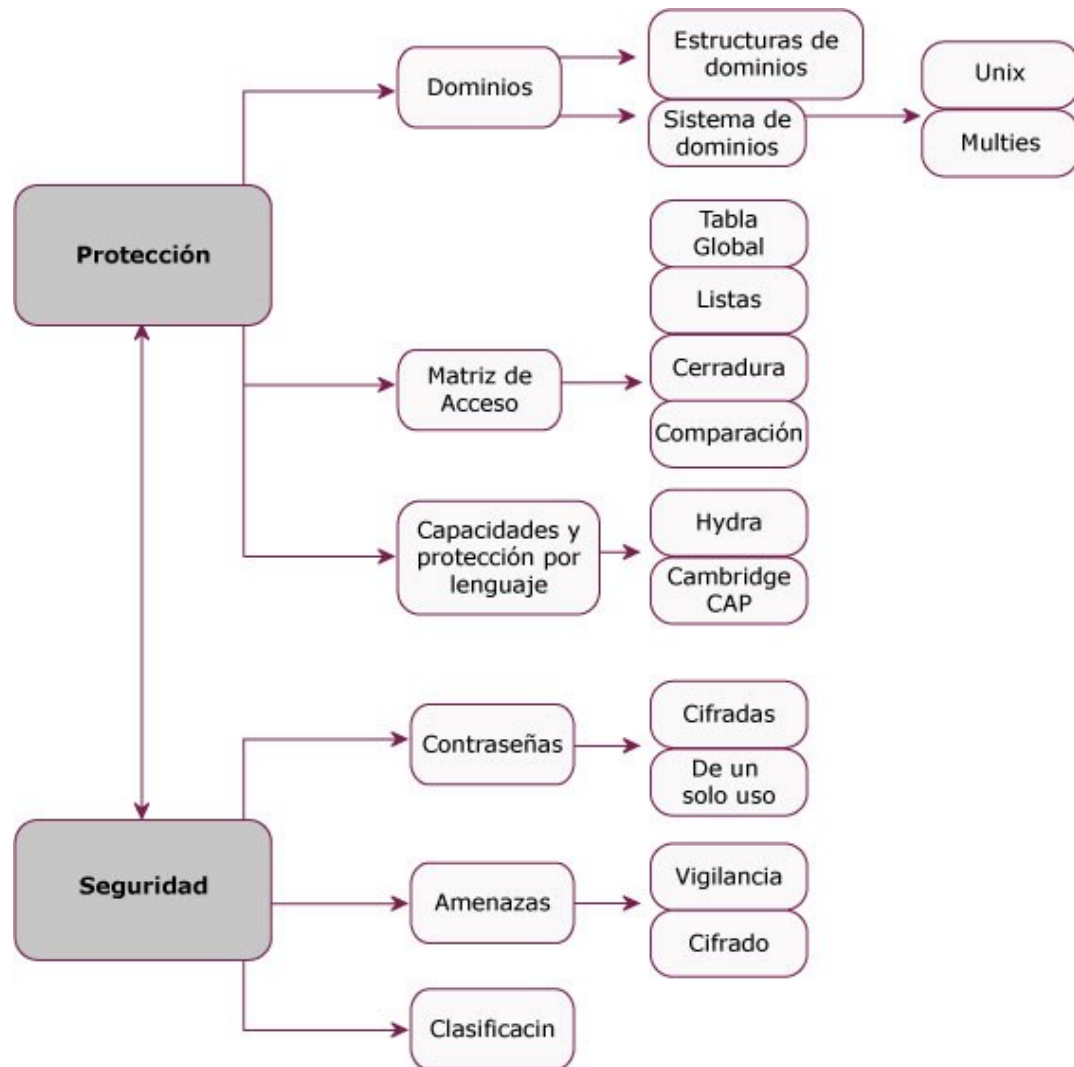 Protección
Dominios
Estructuras de
dominios
Sistema de
dominios
Unix
Multies
Matriz de
Acceso
Tabla
Global
Listas
Cerradura
Comparación
Capacidades y
protección por
lenguaje
Hydra
Cambridge
CAP
Seguridad
Contraseñas
Cifradas
De un
solo uso
Amenazas
Vigilancia
Cifrado
Clasificacin